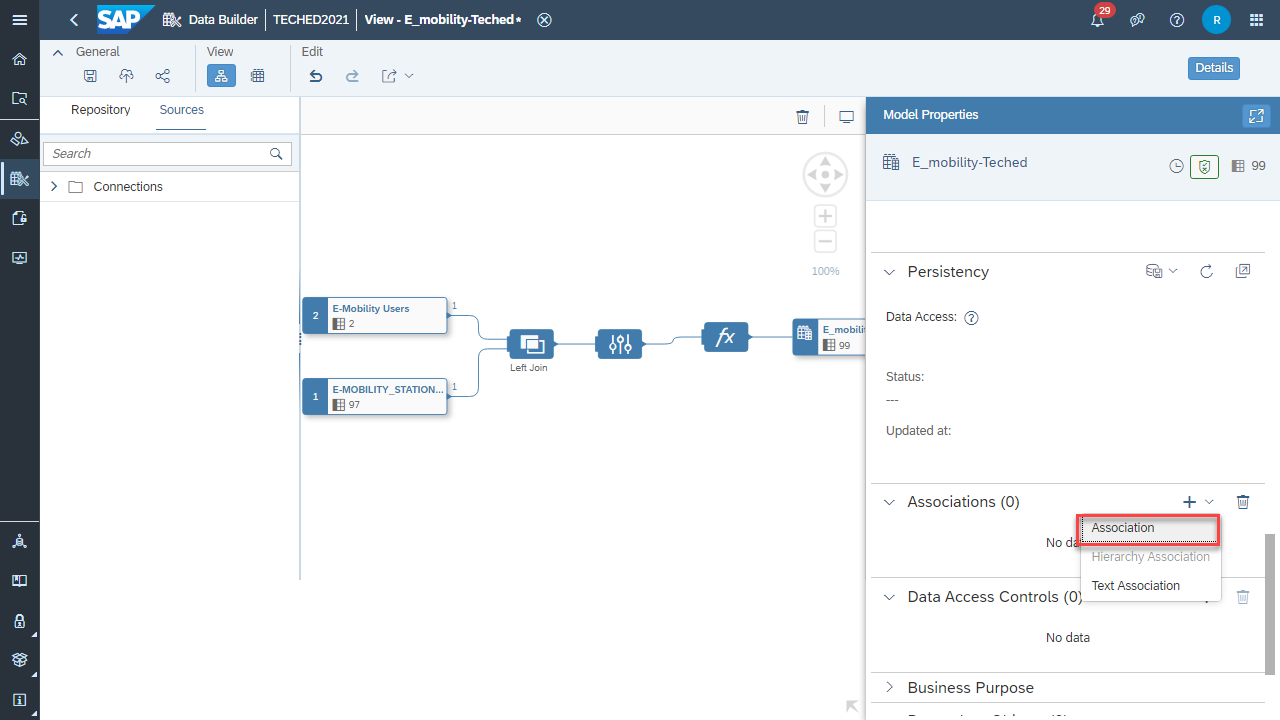 SAP Data Builder TECHED2021 View - E_mobility-Teched* 29 R
General View Edit
Details
Repository Sources
Search
Connections
100%
2 E-Mobility Users 1
2
1 E-MOBILITY_STATION... 1
97
Left Join
fx
E_mobili
99
Model Properties
E_mobility-Teched 99
Persistency
Data Access:
Status:
---
Updated at:
Associations (0)
No da
Association
Hierarchy Association
Text Association
Data Access Controls (0)
No data
Business Purpose